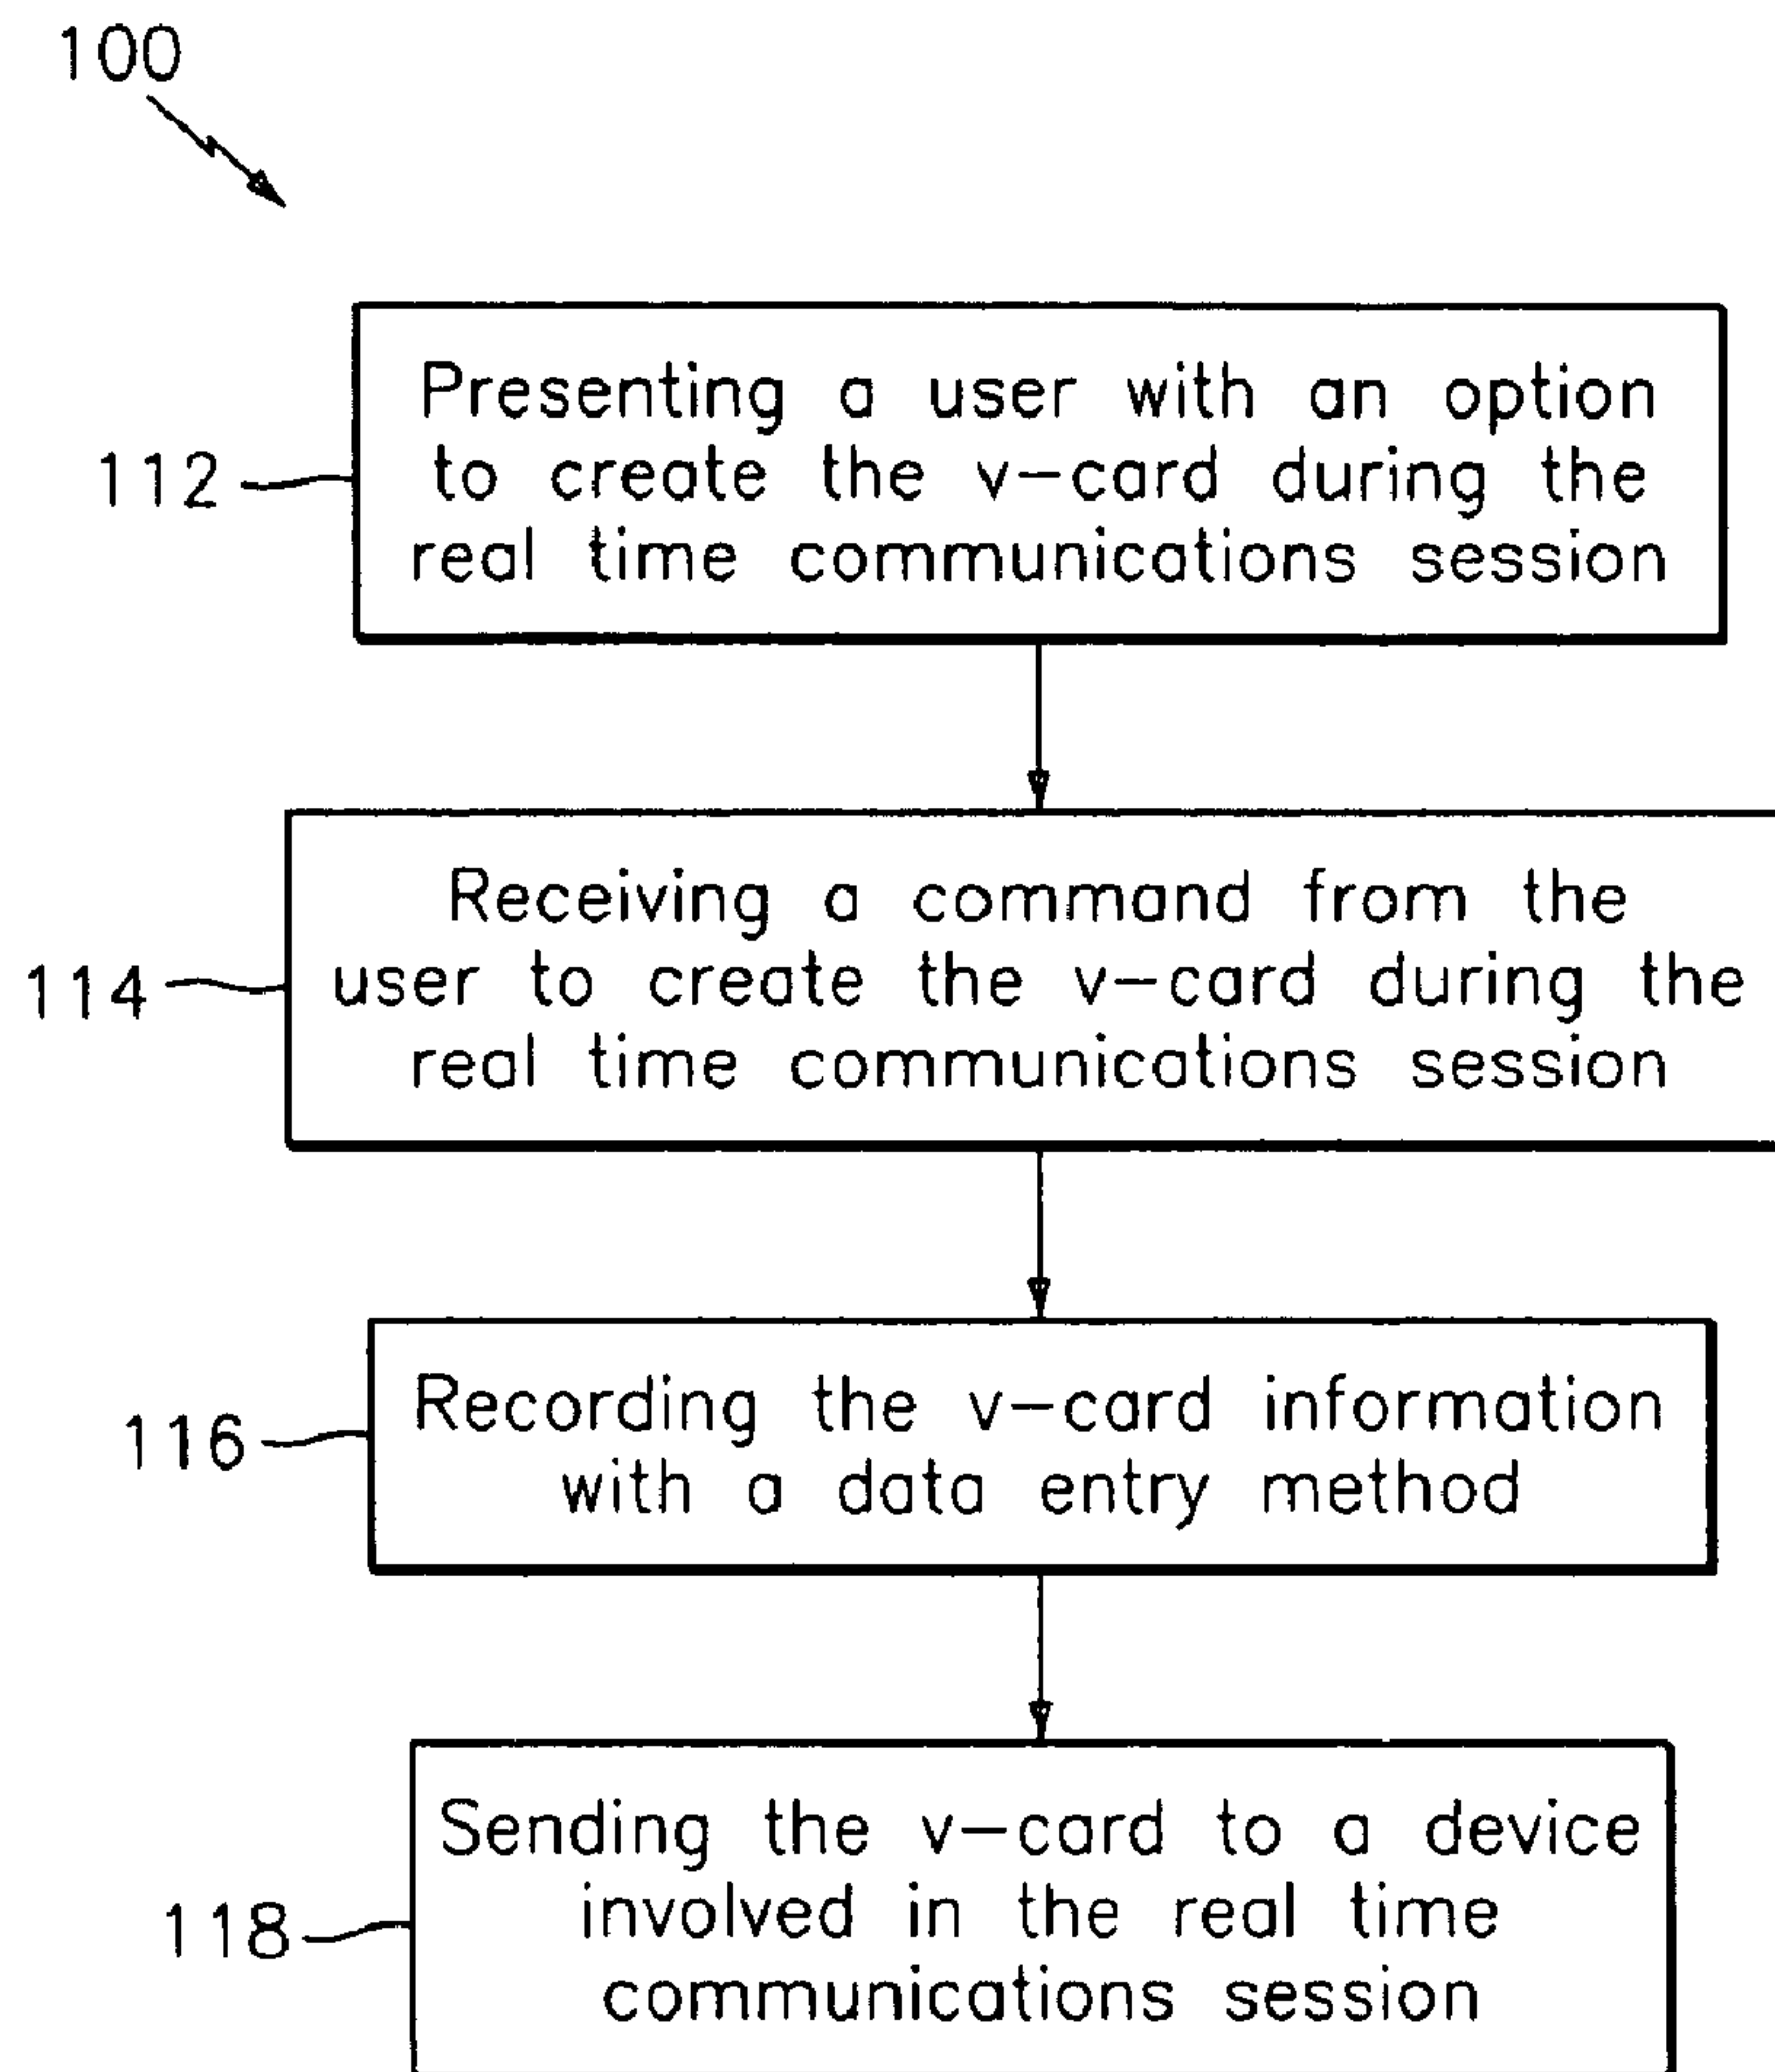 100
Presenting a user with an option
to create the v-card during the
real time communications session
112
Receiving a command from the
user to create the v-card during the
real time communications session
114
Recording the v-card information
with a data entry method
116
Sending the v-card to a device
involved in the real time
communications session
118